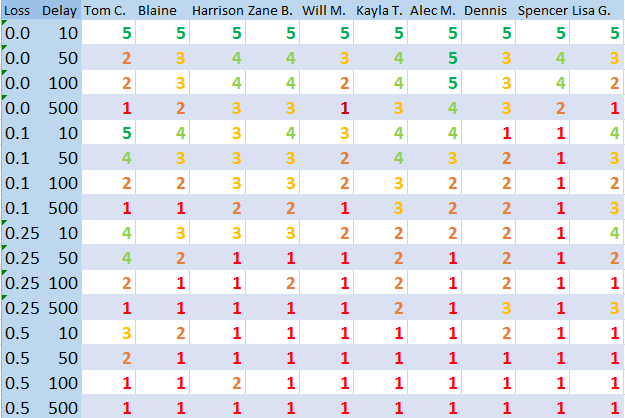 Loss Delay Tom C. Blaine Harrison Zane B. Will M. Kayla T. Alec M. Dennis Spencer Lisa G.
0.0 10 5 5 5 5 5 5 5 5 5 5
0.0 50 2 3 4 4 3 4 5 3 4 3
0.0 100 2 3 4 4 2 4 5 3 4 2
0.0 500 1 2 3 3 1 3 4 3 2 1
0.1 10 5 4 3 4 3 4 4 1 1 4
0.1 50 4 3 3 3 2 4 3 2 1 3
0.1 100 2 2 3 3 2 3 2 2 1 2
0.1 500 1 1 2 2 1 3 2 2 1 3
0.25 10 4 3 3 3 2 2 2 2 1 4
0.25 50 4 2 1 1 1 2 1 2 1 2
0.25 100 2 1 1 2 1 2 1 2 1 1
0.25 500 1 1 1 1 1 2 1 3 1 3
0.5 10 3 2 1 1 1 1 1 2 1 1
0.5 50 2 1 1 1 1 1 1 1 1 1
0.5 100 1 1 2 1 1 1 1 1 1 1
0.5 500 1 1 1 1 1 1 1 1 1 1